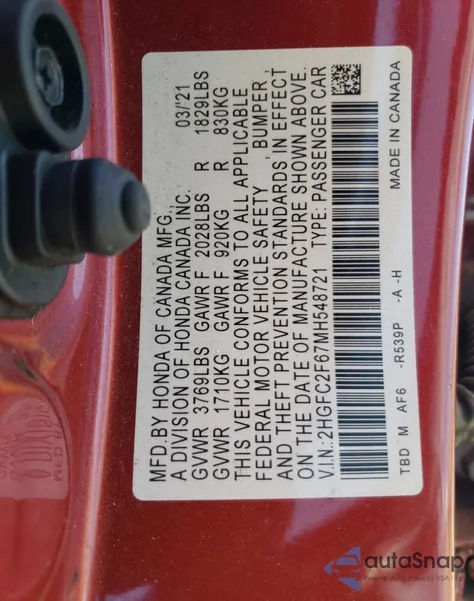 MFD.BY HONDA OF CANADA MFG.,
A DIVISION OF HONDA CANADA INC. 03/'21
GVWR 3769LBS GAWR F 2028LBS R 1829LBS
GVWR 1710KG GAWR F 920KG R 830KG
THIS VEHICLE CONFORMS TO ALL APPLICABLE
FEDERAL MOTOR VEHICLE SAFETY , BUMPER,
AND THEFT PREVENTION STANDARDS IN EFFECT
ON THE DATE OF MANUFACTURE SHOWN ABOVE.
V.I.N.:2HGFC2F67MH548721 TYPE: PASSENGER CAR
TBD M AF6 -R539P -A -H MADE IN CANADA
autaSnap